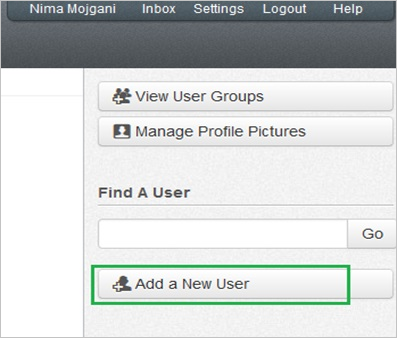 Nima Mojgani Inbox Settings Logout Help
View User Groups
Manage Profile Pictures
Find A User
Go
Add a New User